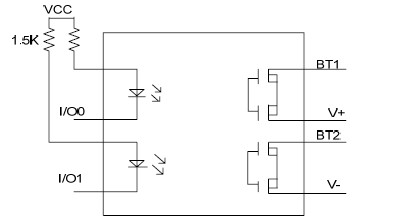 VCC
1.5K
BT1
I/O0
V+
BT2
I/O1
V-